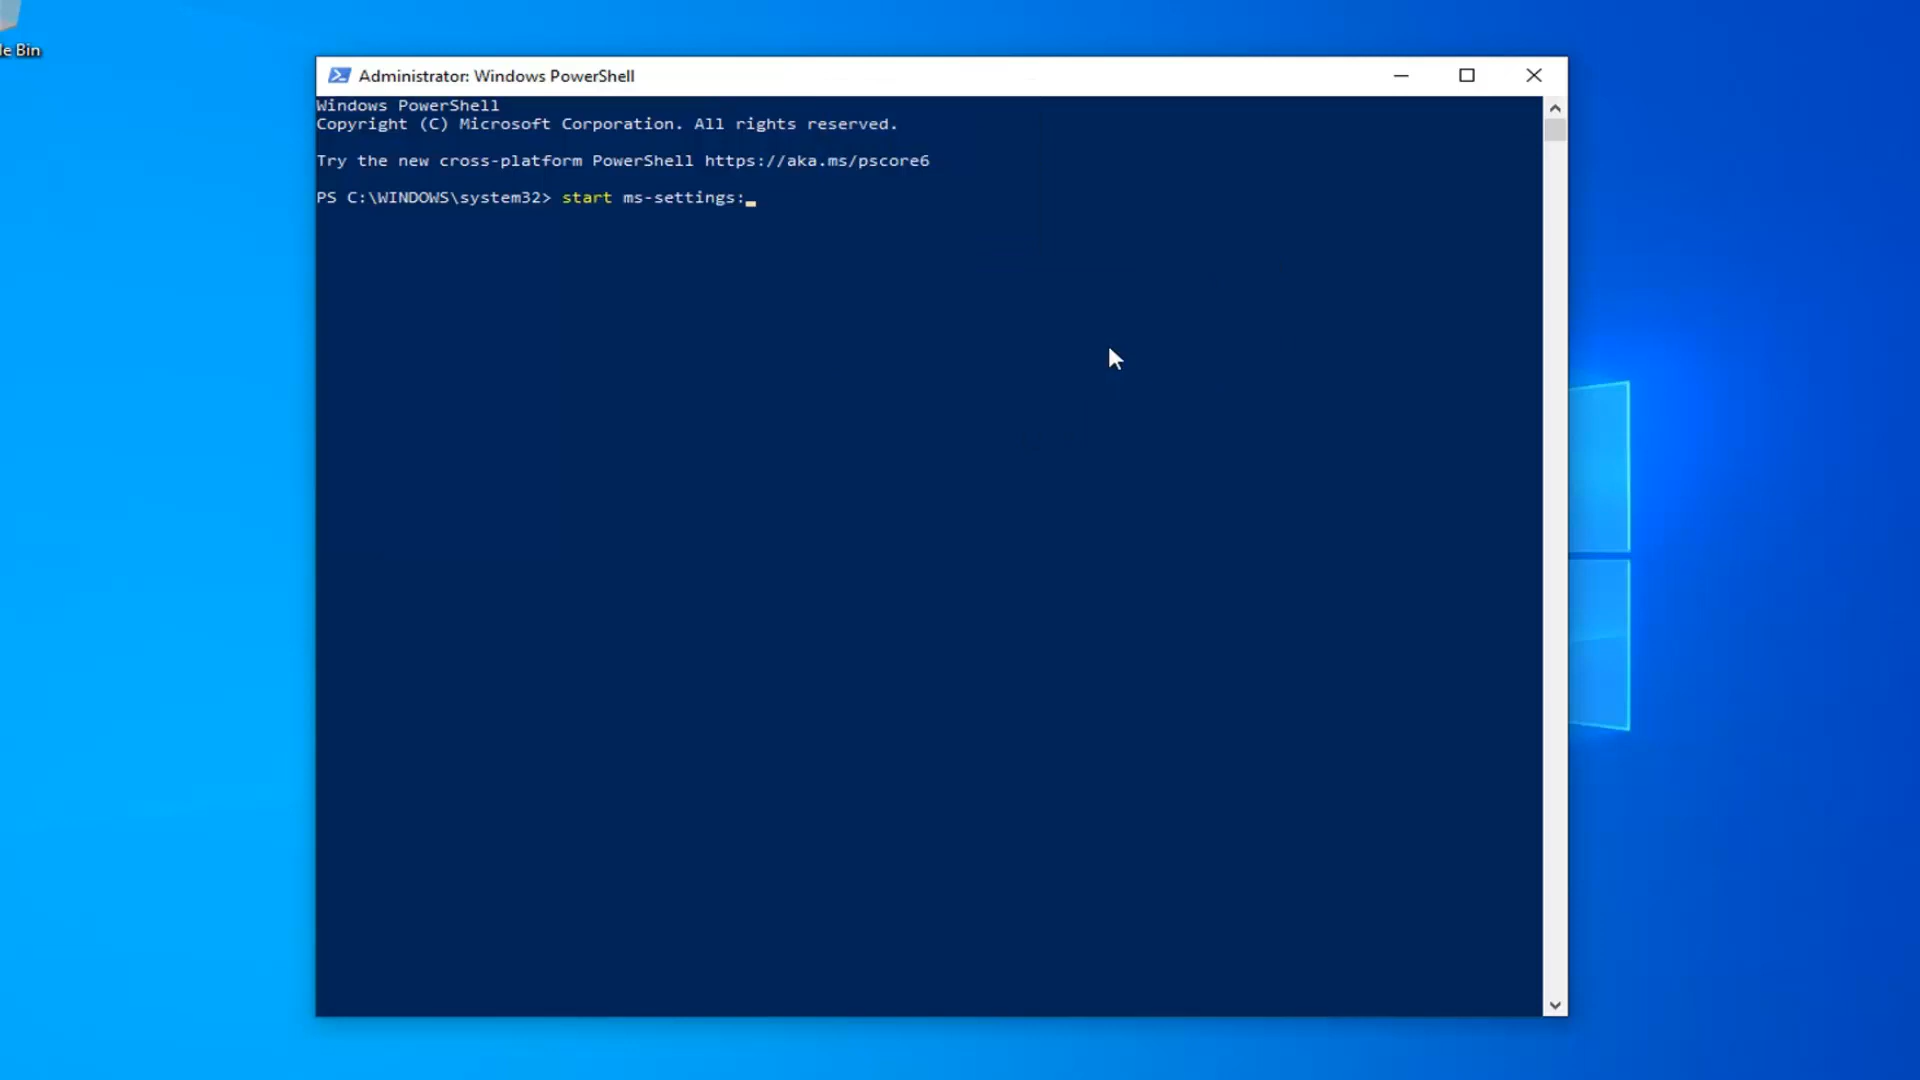 le Bin
Administrator: Windows PowerShell
Windows PowerShell
Copyright (C) Microsoft Corporation. All rights reserved.
Try the new cross-platform PowerShell https://aka.ms/pscore6
PS C:\WINDOWS\system32> start ms-settings: